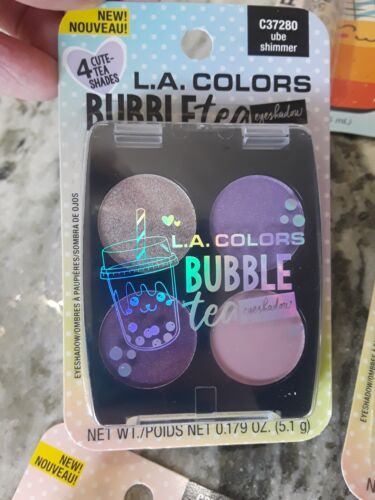 NEW!
NOUVEAU!
C37280
ube
shimmer
4 CUTE-
TEA
SHADES
L.A. COLORS
BUBBLE tea
eyeshadow
L.A. COLORS
BUBBLE
tea
eyeshadow
EYESHADOW/OMBRES À PAUPIÈRES/SOMBRA DE OJOS
NET WT./POIDS NET 0.179 OZ. (5.1 g)
NEW!
NOUVEAU!